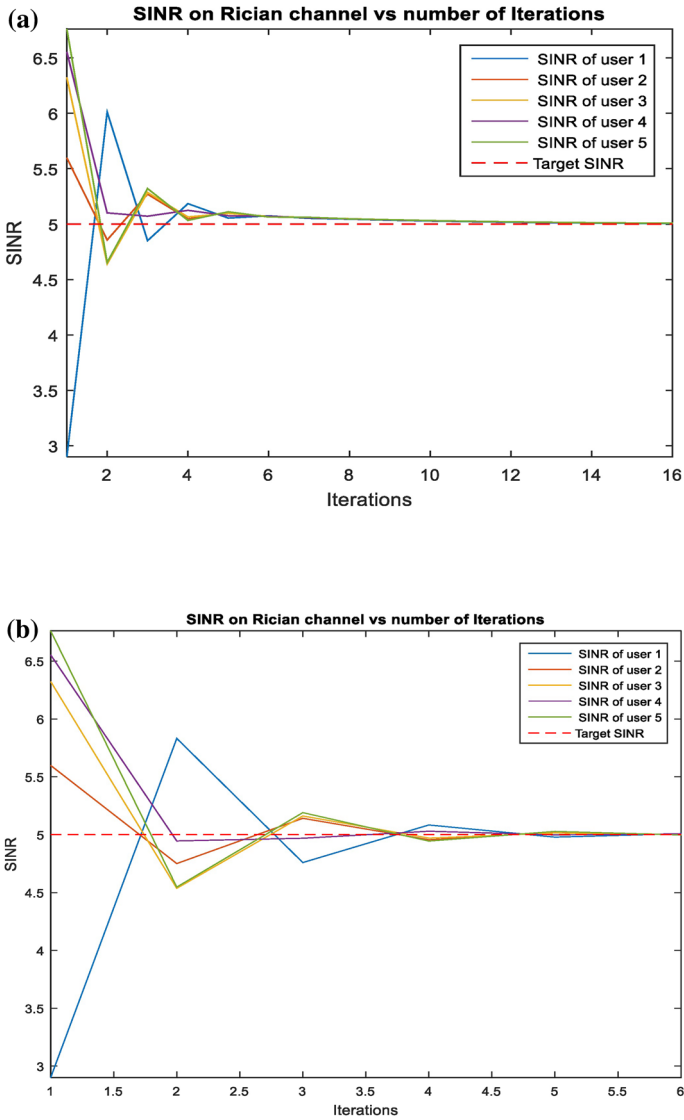 (a)
SINR on Rician channel vs number of Iterations
SINR of user 1
SINR of user 2
SINR of user 3
SINR of user 4
SINR of user 5
Target SINR
6.5
6
5.5
5
4.5
4
3.5
3
SINR
2 4 6 8 10 12 14 16
Iterations
(b)
SINR on Rician channel vs number of Iterations
SINR of user 1
SINR of user 2
SINR of user 3
SINR of user 4
SINR of user 5
Target SINR
6.5
6
5.5
5
4.5
4
3.5
3
SINR
1 1.5 2 2.5 3 3.5 4 4.5 5 5.5 6
Iterations